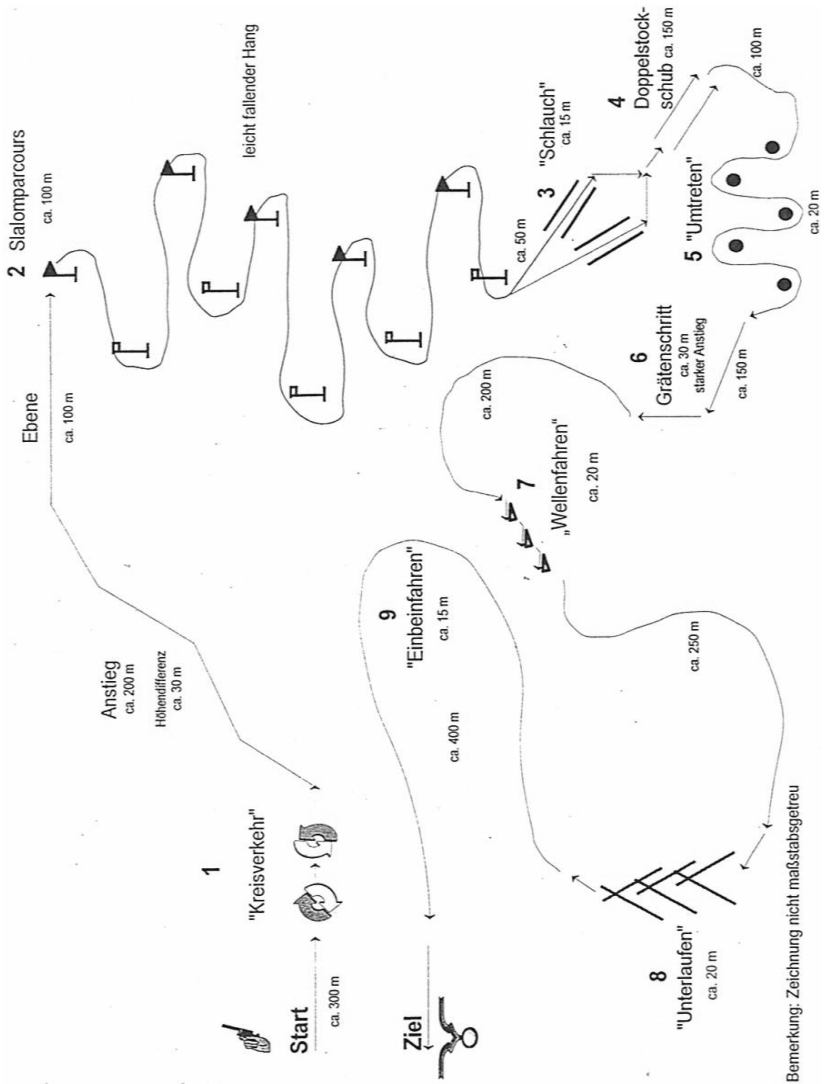 Start
ca. 300 m
1
"Kreisverkehr"
Anstieg
ca. 200 m
Höhendifferenz
ca. 30 m
Ebene
ca. 100 m
2 Slalomparcours
ca. 100 m
leicht fallender Hang
ca. 50 m
3
"Schlauch"
ca. 15 m
4
Doppelstock-
schub ca. 150 m
ca. 100 m
5 "Umtreten"
ca. 20 m
ca. 150 m
6
Grätenschritt
ca. 30 m
starker Anstieg
ca. 200 m
7
„Wellenfahren"
ca. 20 m
ca. 250 m
8
"Unterlaufen"
ca. 20 m
ca. 400 m
9
"Einbeinfahren"
ca. 15 m
Ziel
Bemerkung: Zeichnung nicht maßstabsgetreu